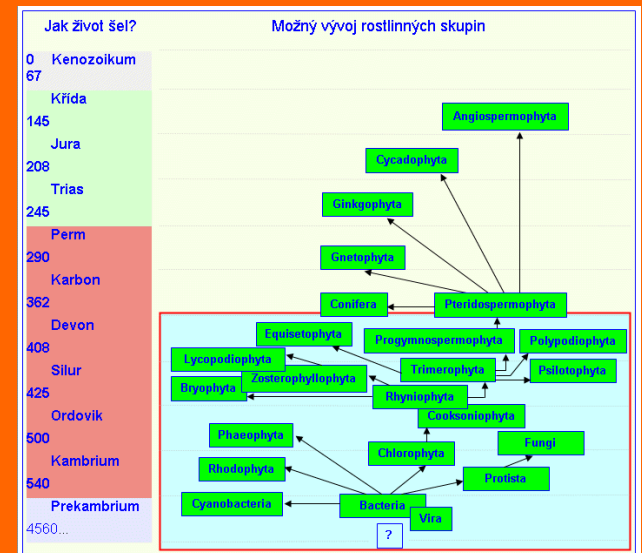 Jak život šel?
Možný vývoj rostlinných skupin
0 Kenozoikum
67
Křída
145
Jura
208
Trias
245
Perm
290
Karbon
362
Devon
408
Silur
425
Ordovik
500
Kambrium
540
Prekambrium
4560...
Angiospermophyta
Cycadophyta
Ginkgophyta
Gnetophyta
Conifera
Pteridospermophyta
Equisetophyta
Progymnospermophyta
Polypodiophyta
Lycopodiophyta
Zosterophyllophyta
Trimerophyta
Psilotophyta
Bryophyta
Rhyniophyta
Cooksoniophyta
Phaeophyta
Chlorophyta
Fungi
Rhodophyta
Protista
Cyanobacteria
Bacteria
Vira
?